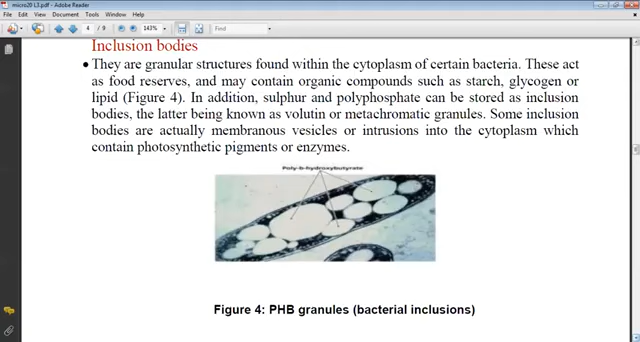 micro20 L3.pdf - Adobe Reader
File Edit View Window Help
4 / 9 143% Find
Inclusion bodies
• They are granular structures found within the cytoplasm of certain bacteria. These act
as food reserves, and may contain organic compounds such as starch, glycogen or
lipid (Figure 4). In addition, sulphur and polyphosphate can be stored as inclusion
bodies, the latter being known as volutin or metachromatic granules. Some inclusion
bodies are actually membranous vesicles or intrusions into the cytoplasm which
contain photosynthetic pigments or enzymes.
Poly-b-hydroxybutyrate
Figure 4: PHB granules (bacterial inclusions)